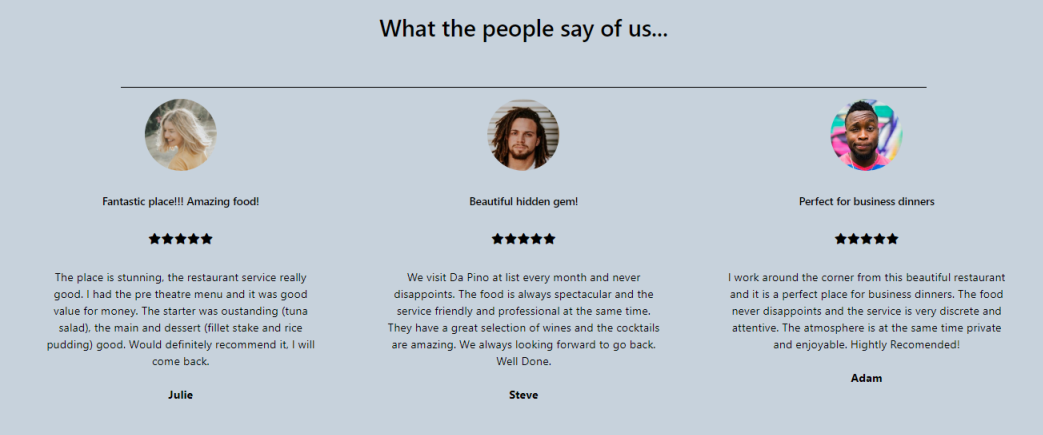 What the people say of us...
Fantastic place!!! Amazing food!
The place is stunning, the restaurant service really
good. I had the pre theatre menu and it was good
value for money. The starter was oustanding (tuna
salad), the main and dessert (fillet stake and rice
pudding) good. Would definitely recommend it, I will
come back.
Julie
Beautiful hidden gem!
We visit Da Pino at list every month and never
disappoints. The food is always spectacular and the
service friendly and professional at the same time.
They have a great selection of wines and the cocktails
are amazing. We always looking forward to go back.
Well Done.
Steve
Perfect for business dinners
I work around the corner from this beautiful restaurant
and it is a perfect place for business dinners. The food
never disappoints and the service is very discrete and
attentive. The atmosphere is at the same time private
and enjoyable. Hightly Recomended!
Adam